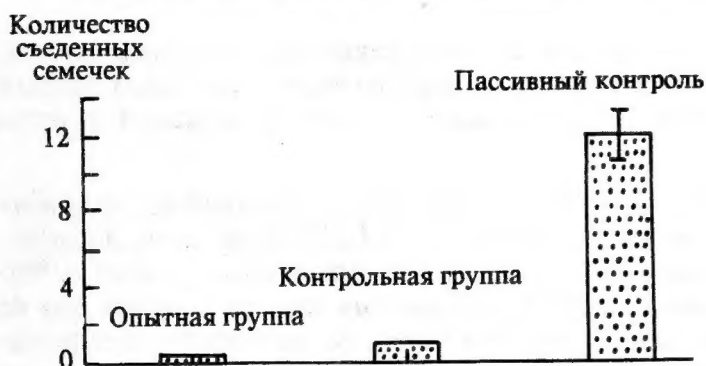 Количество
съеденных
семечек
Пассивный контроль
12
8
Контрольная группа
4
Опытная группа
0